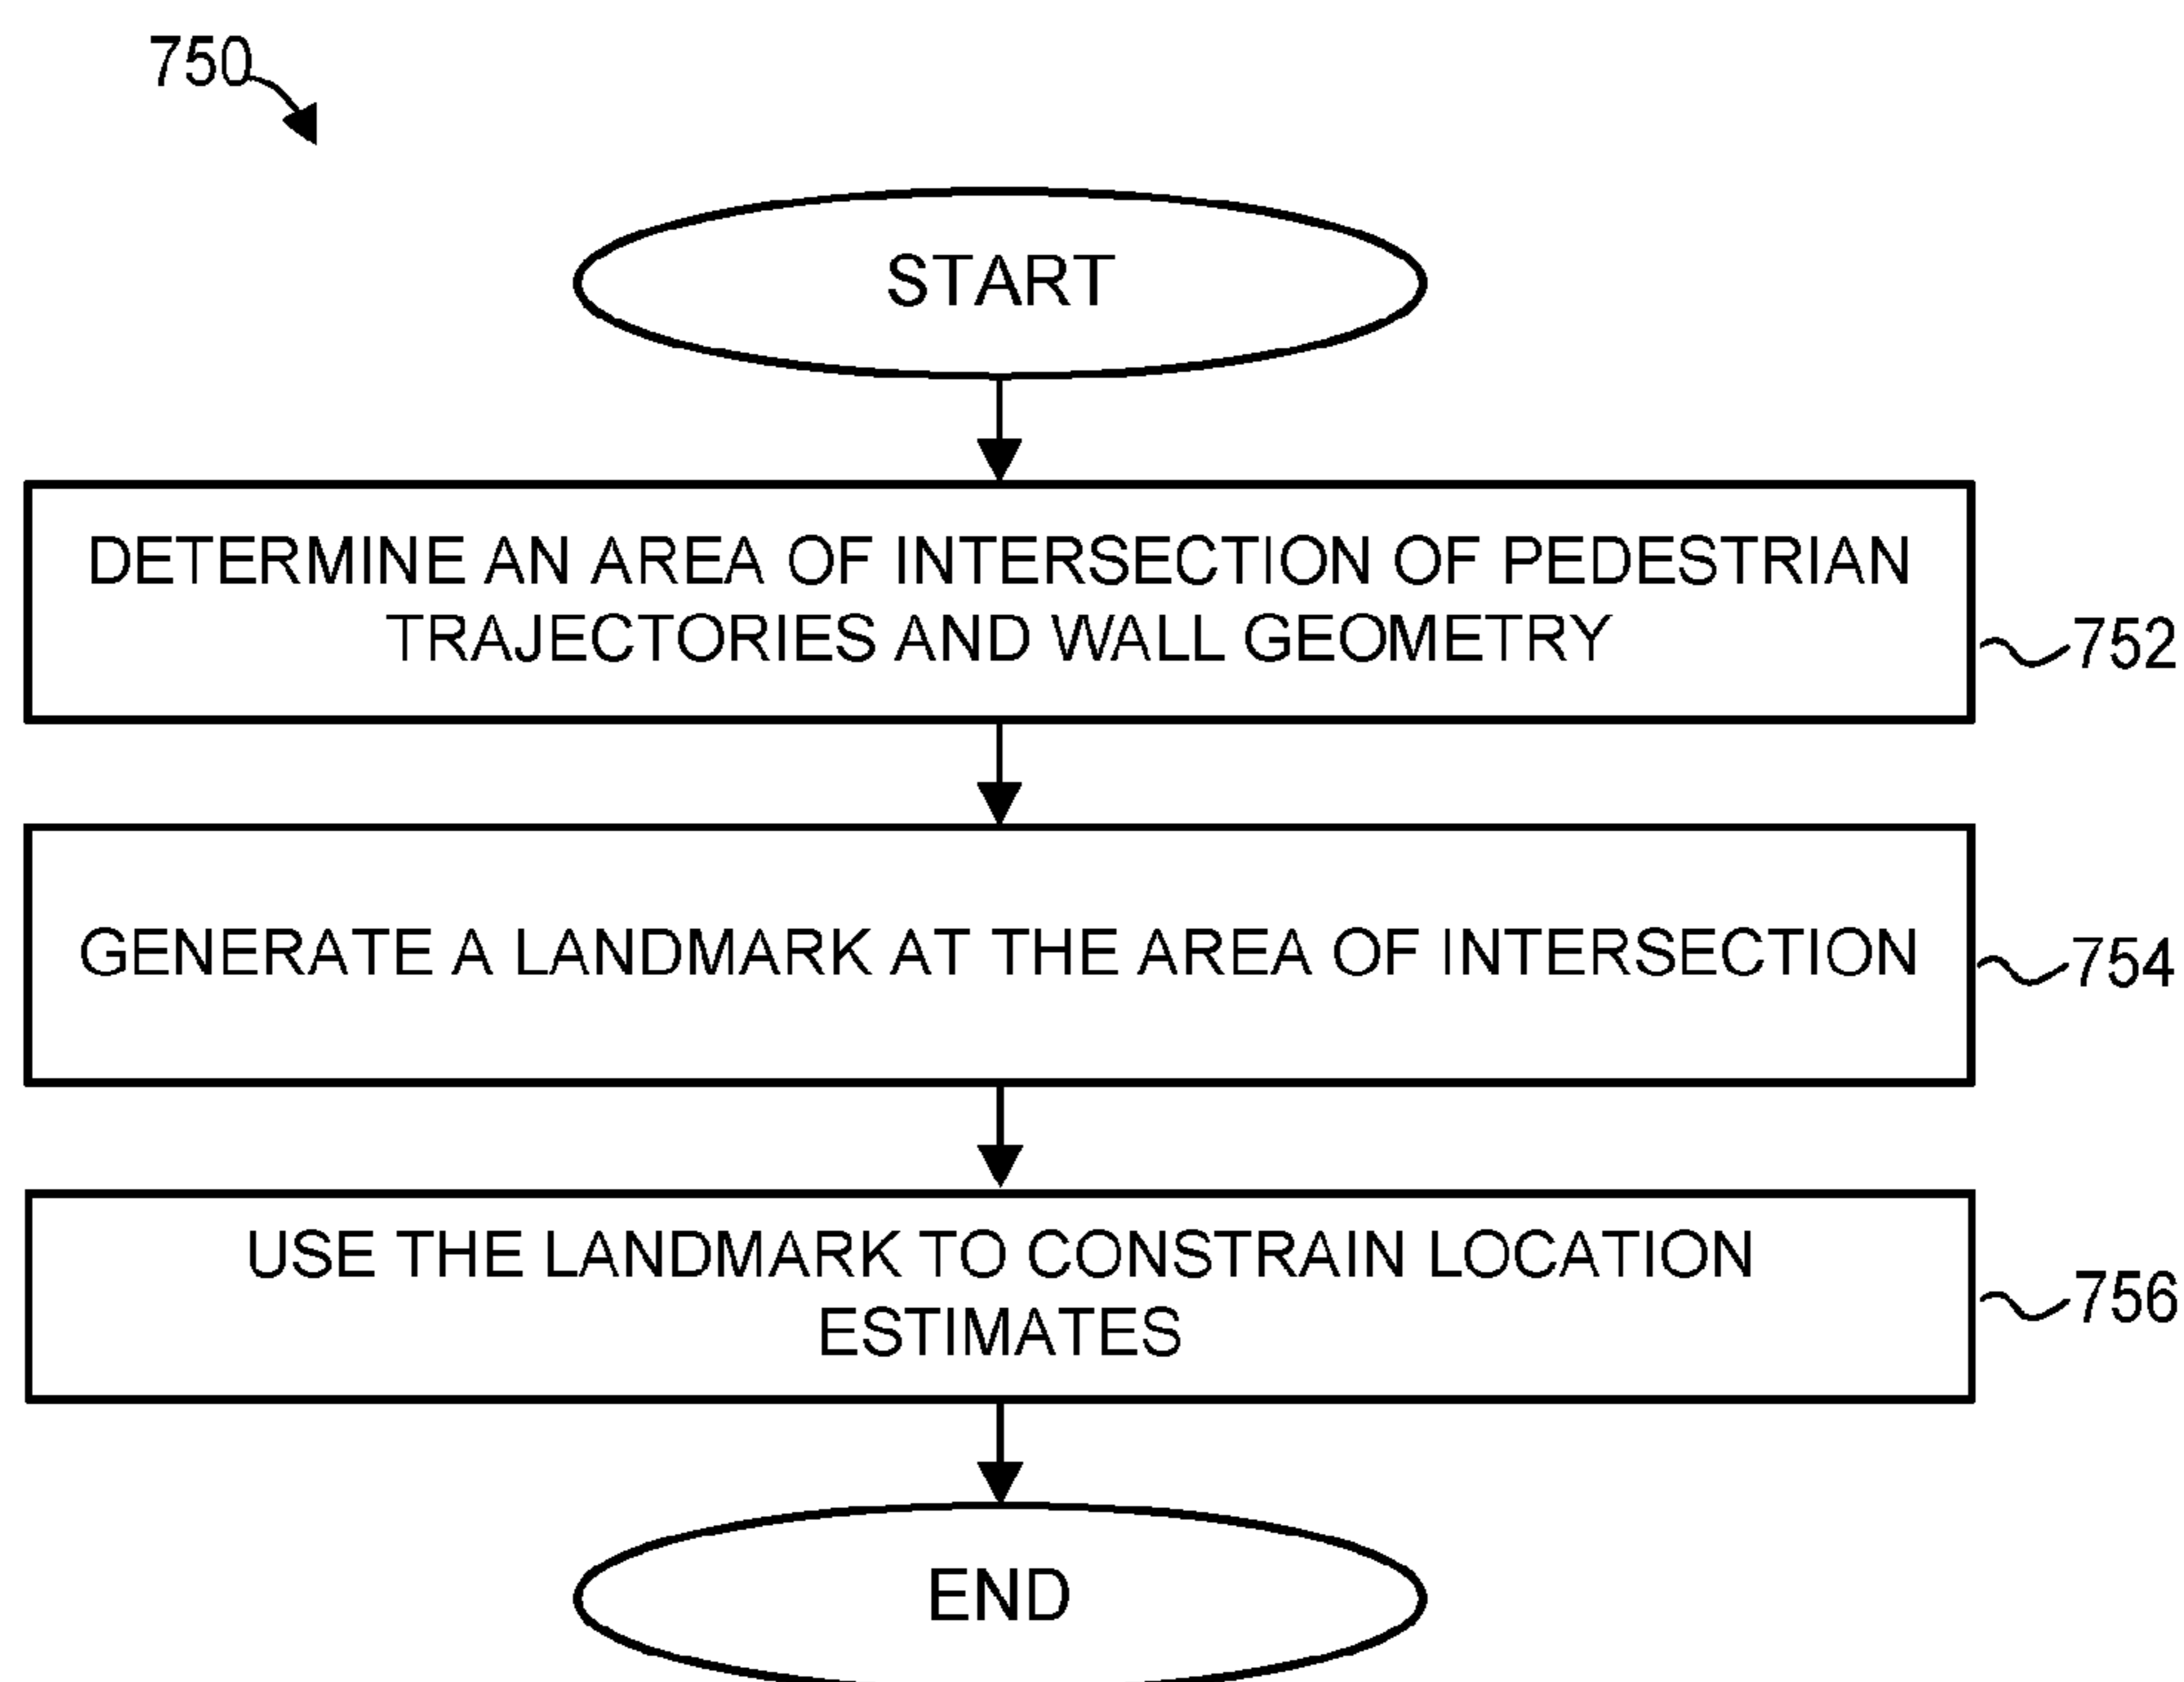 750
START
DETERMINE AN AREA OF INTERSECTION OF PEDESTRIAN
TRAJECTORIES AND WALL GEOMETRY
752
GENERATE A LANDMARK AT THE AREA OF INTERSECTION
754
USE THE LANDMARK TO CONSTRAIN LOCATION
ESTIMATES
756
END